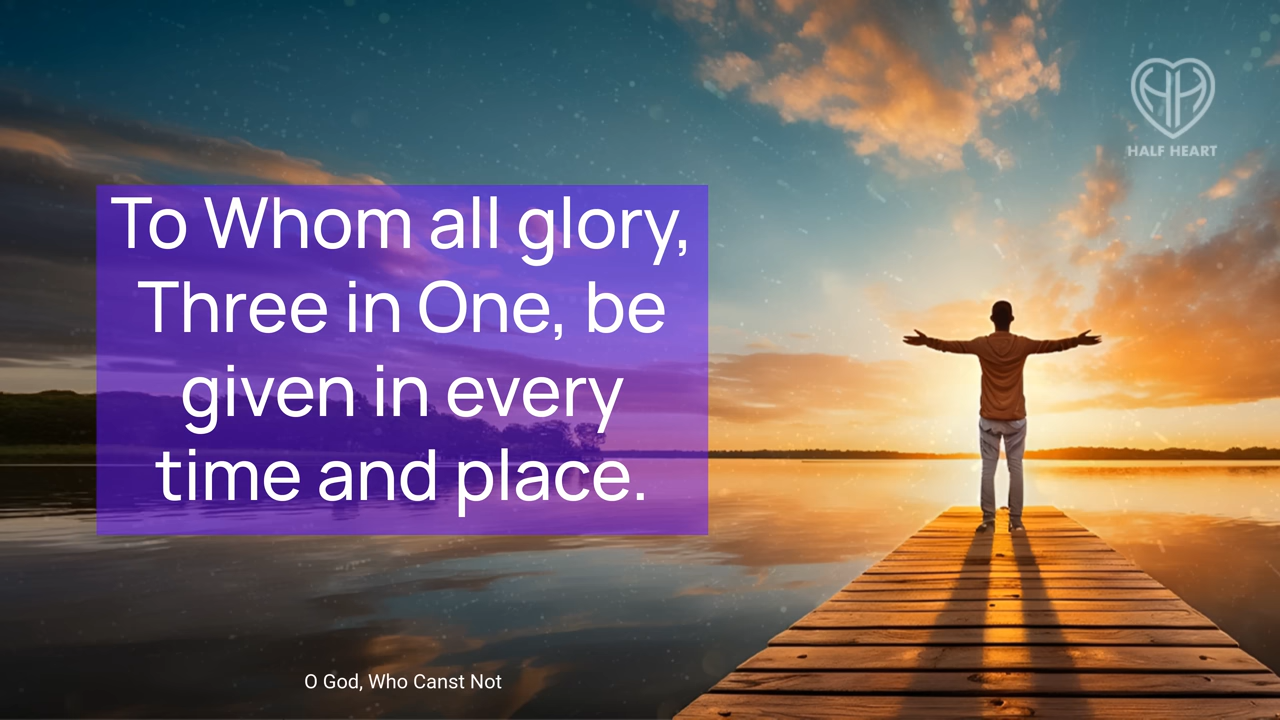 HALF HEART
To Whom all glory,
Three in One, be
given in every
time and place.
O God, Who Canst Not